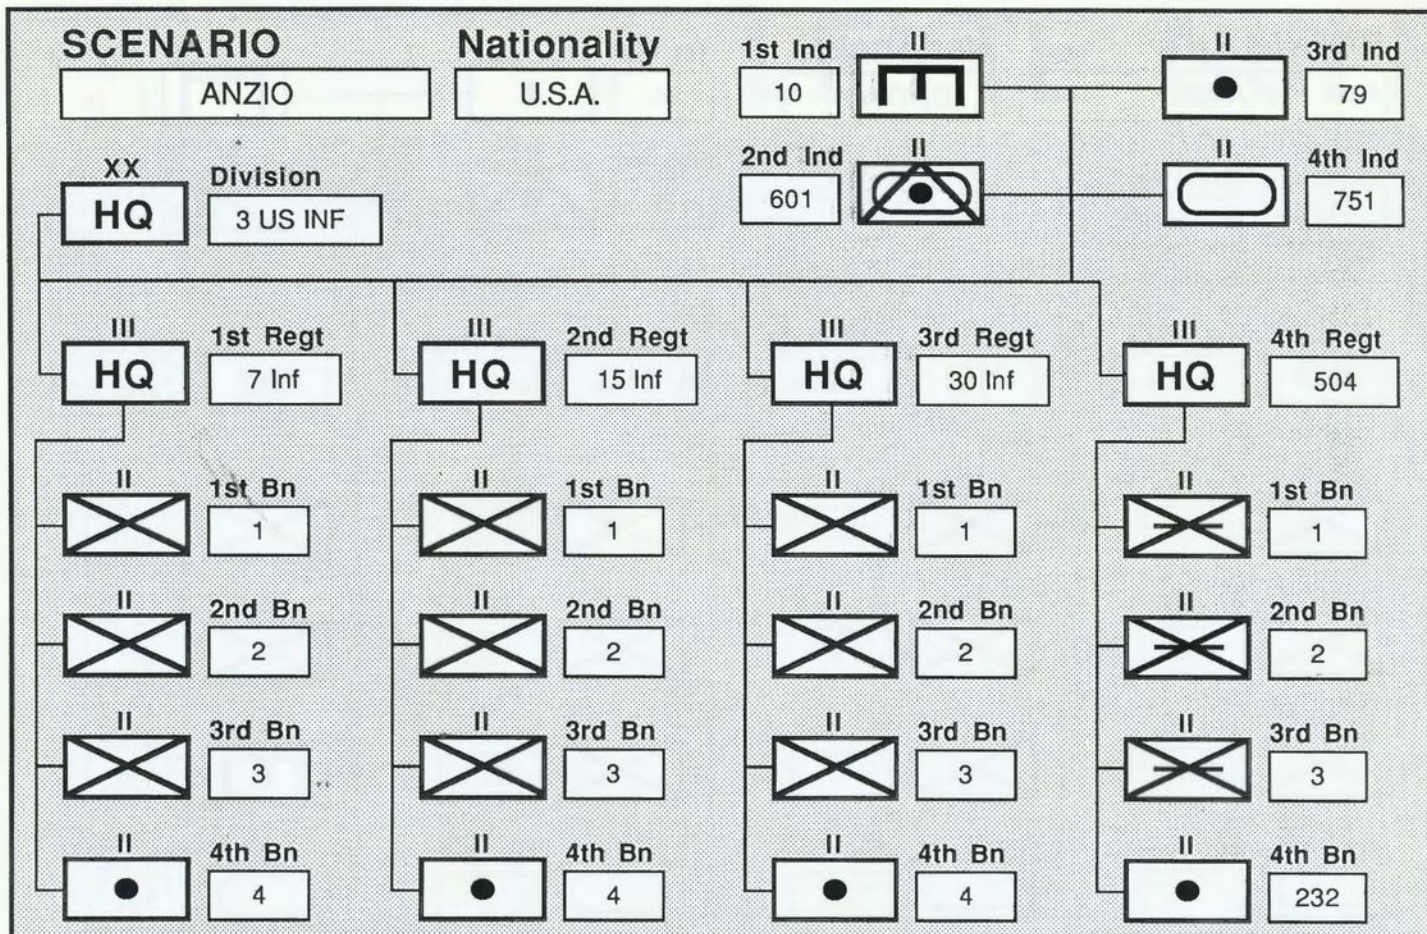 SCENARIO Nationality
ANZIO U.S.A.
1st Ind II II 3rd Ind
10 79
2nd Ind II II 4th Ind
601 751
XX Division
HQ 3 US INF
III 1st Regt III 2nd Regt III 3rd Regt III 4th Regt
HQ 7 Inf HQ 15 Inf HQ 30 Inf HQ 504
II 1st Bn II 1st Bn II 1st Bn II 1st Bn
1 1 1 1
II 2nd Bn II 2nd Bn II 2nd Bn II 2nd Bn
2 2 2 2
II 3rd Bn II 3rd Bn II 3rd Bn II 3rd Bn
3 3 3 3
II 4th Bn II 4th Bn II 4th Bn II 4th Bn
4 4 4 232